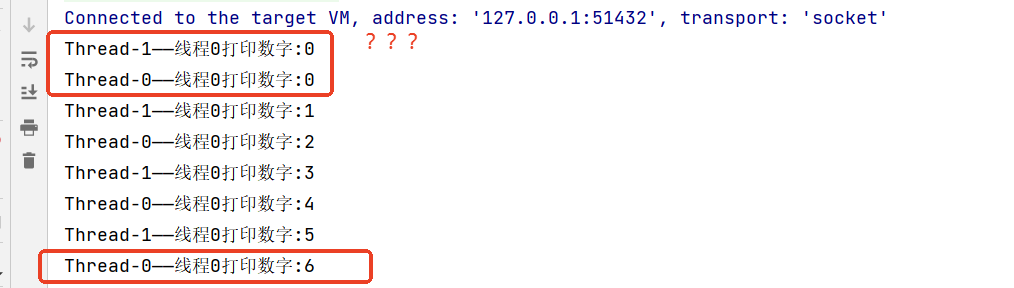 Connected to the target VM, address: '127.0.0.1:51432', transport: 'socket'
Thread-1——线程0打印数字:0
？？？
Thread-0——线程0打印数字:0
Thread-1——线程0打印数字:1
Thread-0——线程0打印数字:2
Thread-1——线程0打印数字:3
Thread-0——线程0打印数字:4
Thread-1——线程0打印数字:5
Thread-0——线程0打印数字:6